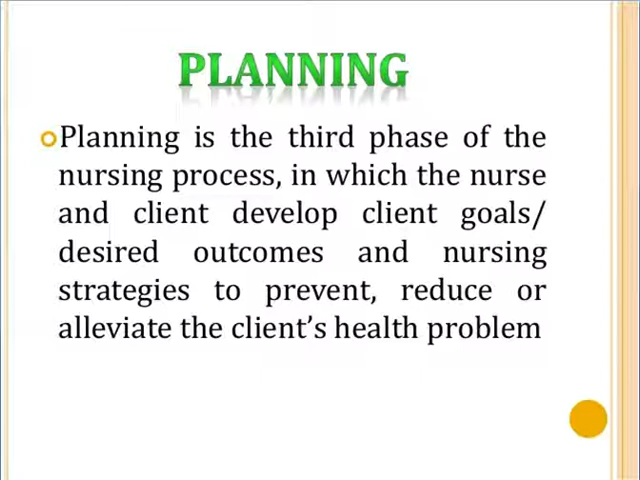 PLANNING
Planning is the third phase of the
nursing process, in which the nurse
and client develop client goals/
desired outcomes and nursing
strategies to prevent, reduce or
alleviate the client’s health problem